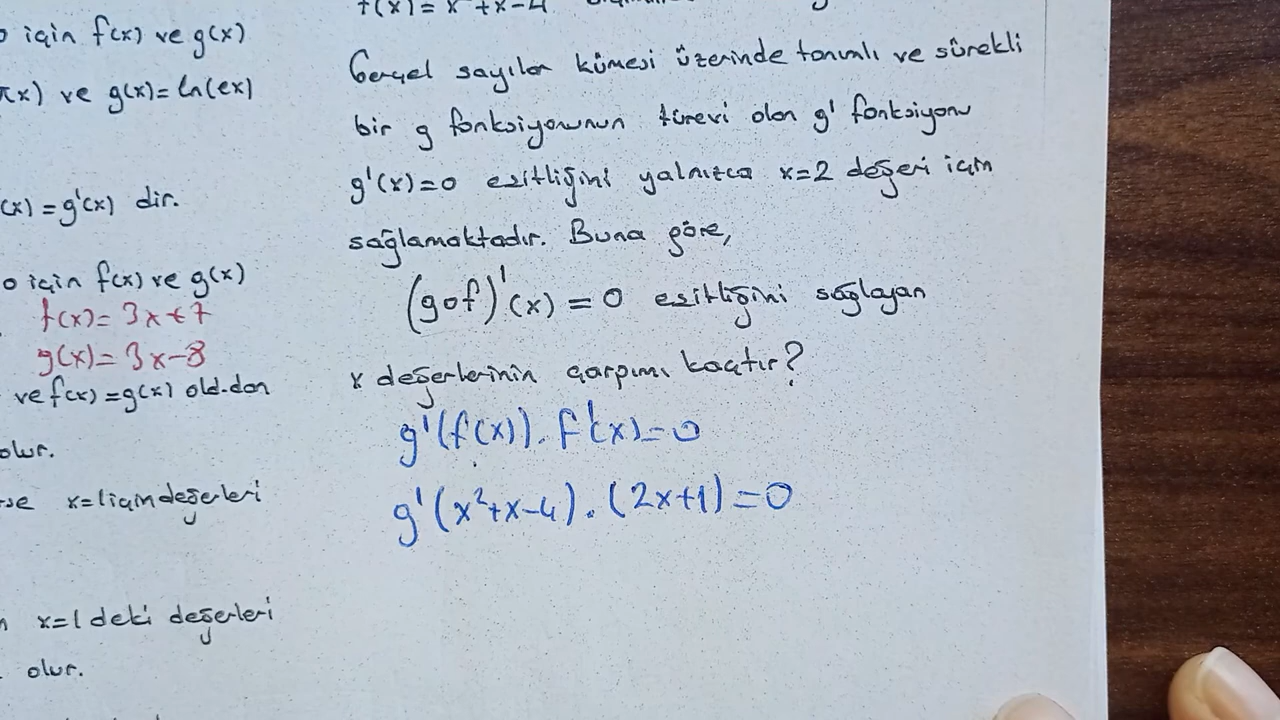 için f(x) ve g(x)
ve g(x)=ln(ex)
(x)=g'(x) dir.
için f(x) ve g(x)
f(x)=3x+7
g(x)=3x-8
ve f(x)=g(x) old.dan
olur.
x=1 için değerleri
x=1 deki değerleri
olur.
f(x)=x²+x-4
Gerçel sayılar kümesi üzerinde tanımlı ve sürekli
bir g fonksiyonunun türevi olan g' fonksiyonu
g'(x)=0 eşitliğini yalnızca x=2 değeri için
sağlamaktadır. Buna göre,
(gof)'(x)=0 eşitliğini sağlayan
x değerlerinin çarpımı kaçtır?
g'(f(x)).f'(x)=0
g'(x²+x-4).(2x+1)=0